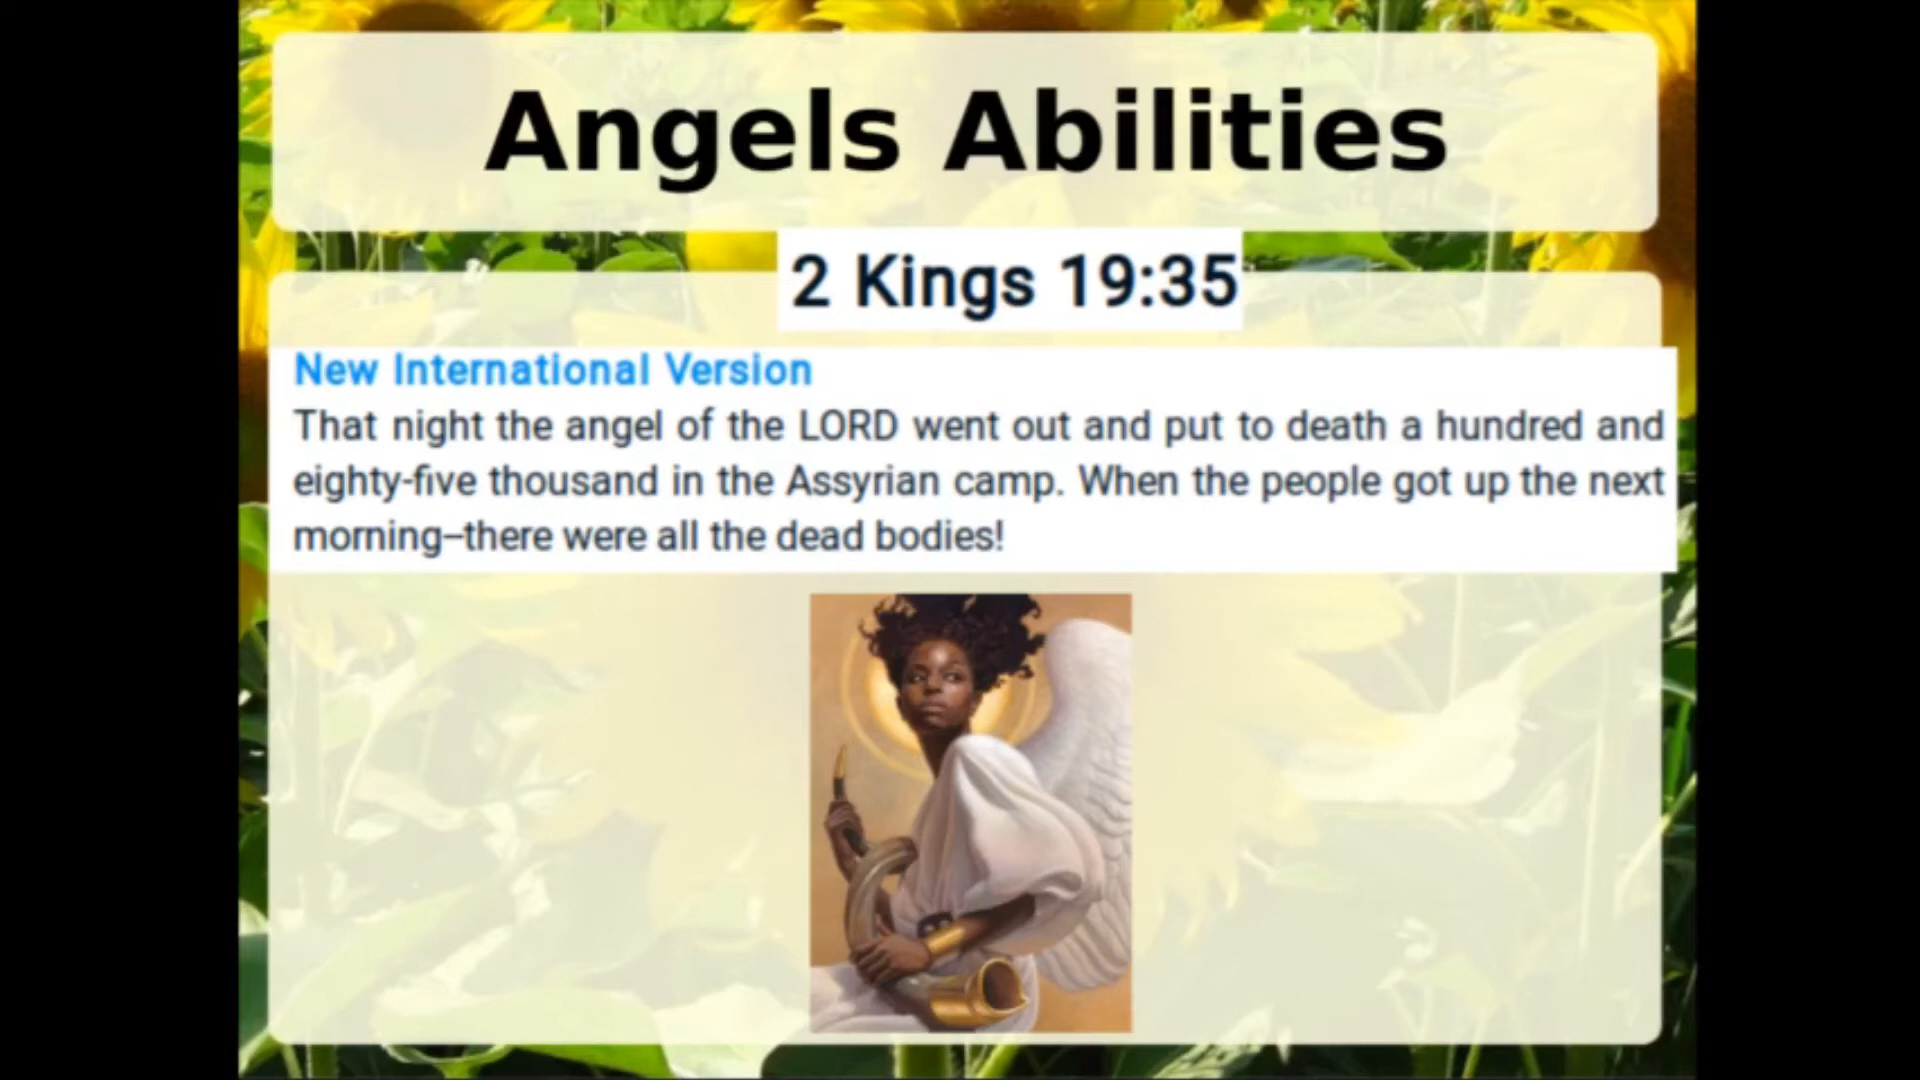 Angels Abilities
2 Kings 19:35
New International Version
That night the angel of the LORD went out and put to death a hundred and
eighty-five thousand in the Assyrian camp. When the people got up the next
morning–there were all the dead bodies!